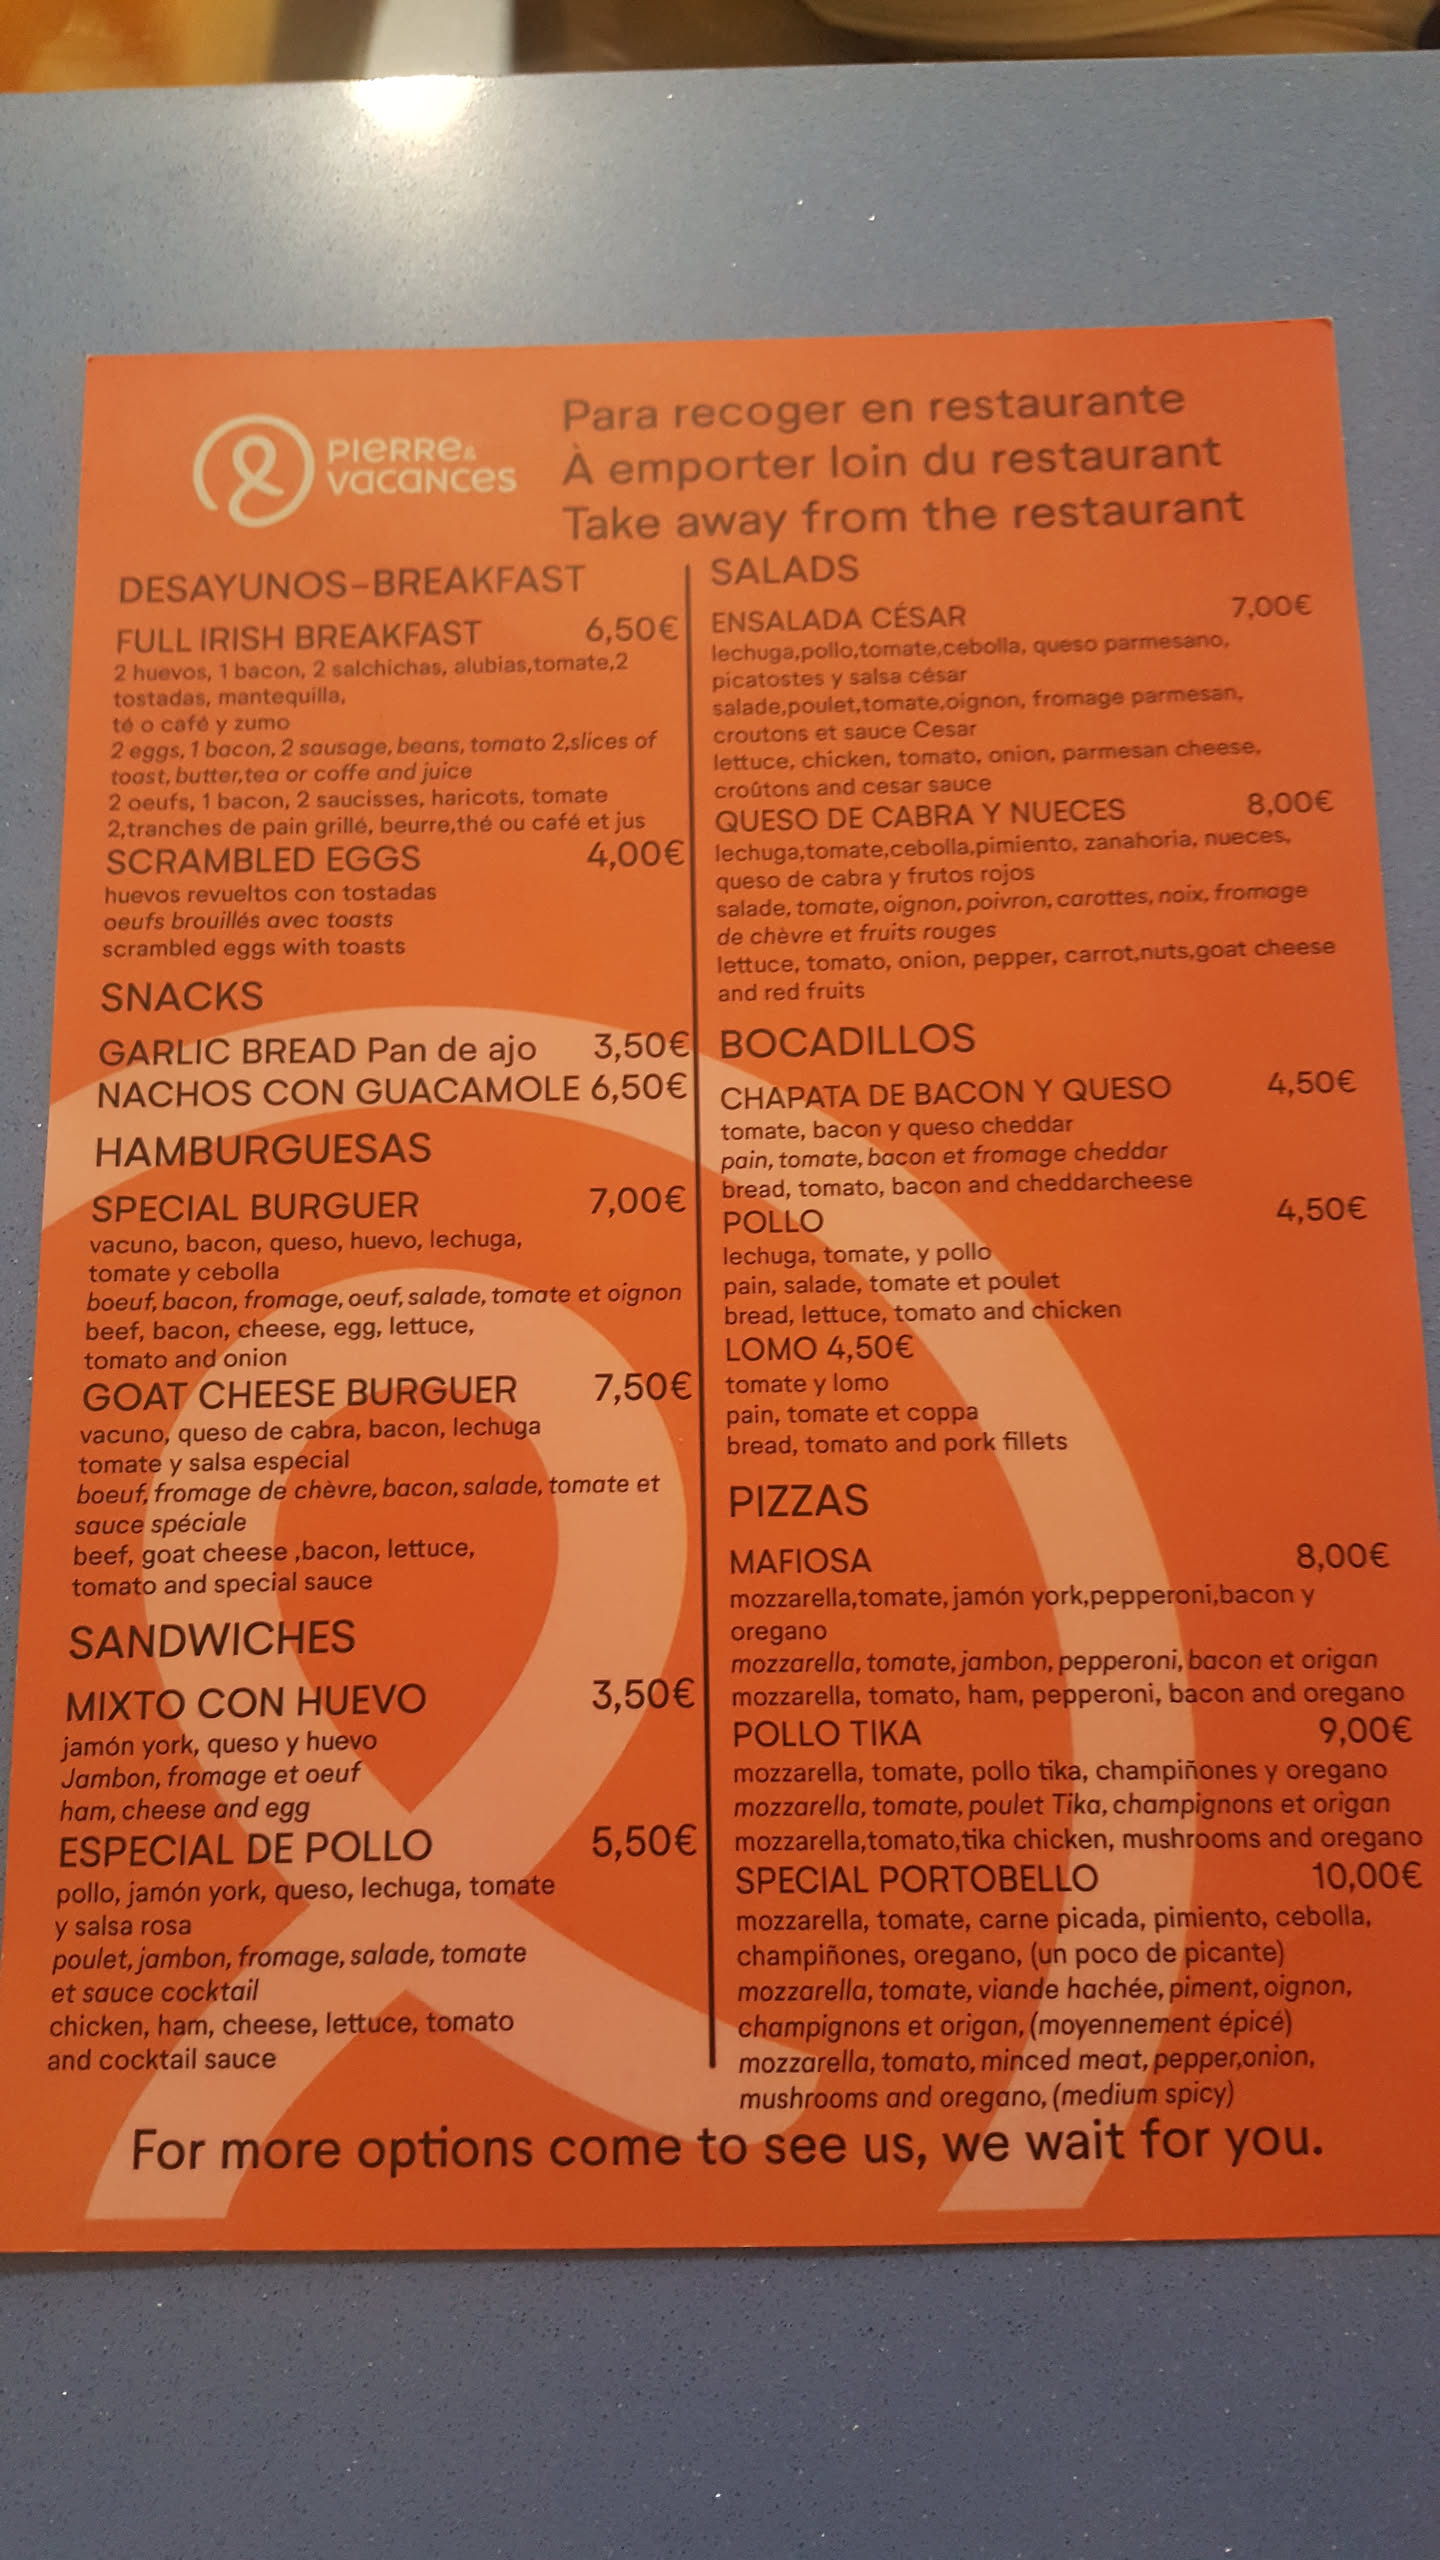 PIERRE&
vacances
Para recoger en restaurante
À emporter loin du restaurant
Take away from the restaurant
DESAYUNOS-BREAKFAST
FULL IRISH BREAKFAST 6,50€
2 huevos, 1 bacon, 2 salchichas, alubias,tomate,2
tostadas, mantequilla,
té o café y zumo
2 eggs, 1 bacon, 2 sausage, beans, tomato 2,slices of
toast, butter,tea or coffe and juice
2 oeufs, 1 bacon, 2 saucisses, haricots, tomate
2,tranches de pain grillé, beurre,thé ou café et jus
SCRAMBLED EGGS 4,00€
huevos revueltos con tostadas
oeufs brouillés avec toasts
scrambled eggs with toasts
SNACKS
GARLIC BREAD Pan de ajo 3,50€
NACHOS CON GUACAMOLE 6,50€
HAMBURGUESAS
SPECIAL BURGUER 7,00€
vacuno, bacon, queso, huevo, lechuga,
tomate y cebolla
boeuf, bacon, fromage, oeuf, salade, tomate et oignon
beef, bacon, cheese, egg, lettuce,
tomato and onion
GOAT CHEESE BURGUER 7,50€
vacuno, queso de cabra, bacon, lechuga
tomate y salsa especial
boeuf, fromage de chèvre, bacon, salade, tomate et
sauce spéciale
beef, goat cheese ,bacon, lettuce,
tomato and special sauce
SANDWICHES
MIXTO CON HUEVO 3,50€
jamón york, queso y huevo
Jambon, fromage et oeuf
ham, cheese and egg
ESPECIAL DE POLLO 5,50€
pollo, jamón york, queso, lechuga, tomate
y salsa rosa
poulet, jambon, fromage, salade, tomate
et sauce cocktail
chicken, ham, cheese, lettuce, tomato
and cocktail sauce
SALADS
ENSALADA CÉSAR 7,00€
lechuga,pollo,tomate,cebolla, queso parmesano,
picatostes y salsa césar
salade,poulet,tomate,oignon, fromage parmesan,
croutons et sauce Cesar
lettuce, chicken, tomato, onion, parmesan cheese,
croûtons and cesar sauce
QUESO DE CABRA Y NUECES 8,00€
lechuga,tomate,cebolla,pimiento, zanahoria, nueces,
queso de cabra y frutos rojos
salade, tomate, oignon, poivron, carottes, noix, fromage
de chèvre et fruits rouges
lettuce, tomato, onion, pepper, carrot,nuts,goat cheese
and red fruits
BOCADILLOS
CHAPATA DE BACON Y QUESO 4,50€
tomate, bacon y queso cheddar
pain, tomate, bacon et fromage cheddar
bread, tomato, bacon and cheddarcheese
POLLO 4,50€
lechuga, tomate, y pollo
pain, salade, tomate et poulet
bread, lettuce, tomato and chicken
LOMO 4,50€
tomate y lomo
pain, tomate et coppa
bread, tomato and pork fillets
PIZZAS
MAFIOSA 8,00€
mozzarella,tomate, jamón york,pepperoni,bacon y
oregano
mozzarella, tomate, jambon, pepperoni, bacon et origan
mozzarella, tomato, ham, pepperoni, bacon and oregano
POLLO TIKA 9,00€
mozzarella, tomate, pollo tika, champiñones y oregano
mozzarella, tomate, poulet Tika, champignons et origan
mozzarella,tomato,tika chicken, mushrooms and oregano
SPECIAL PORTOBELLO 10,00€
mozzarella, tomate, carne picada, pimiento, cebolla,
champiñones, oregano, (un poco de picante)
mozzarella, tomate, viande hachée, piment, oignon,
champignons et origan, (moyennement épicé)
mozzarella, tomato, minced meat, pepper,onion,
mushrooms and oregano, (medium spicy)
For more options come to see us, we wait for you.